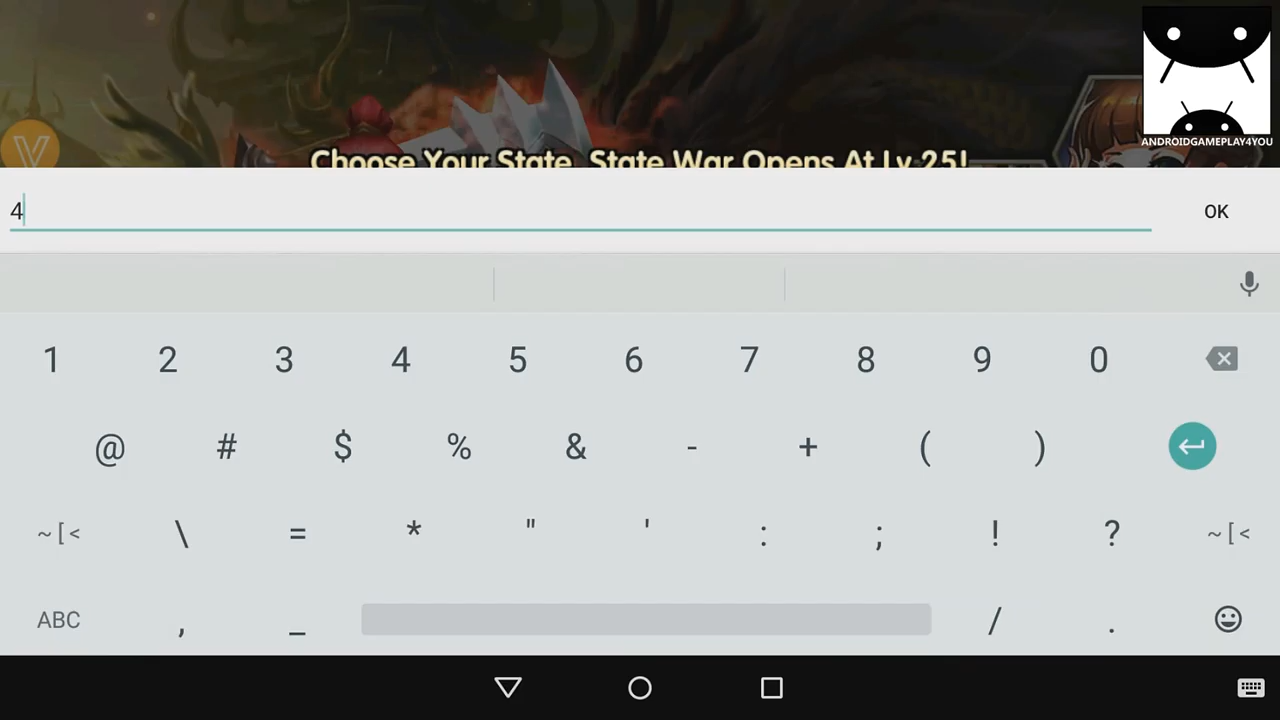 ANDROIDGAMEPLAY4YOU
Choose Your State, State War Opens At Lv.25!
4
OK
1 2 3 4 5 6 7 8 9 0
@ # $ % & - + ( )
~[< \ = * " ' : ; ! ? ~[<
ABC , _ / .